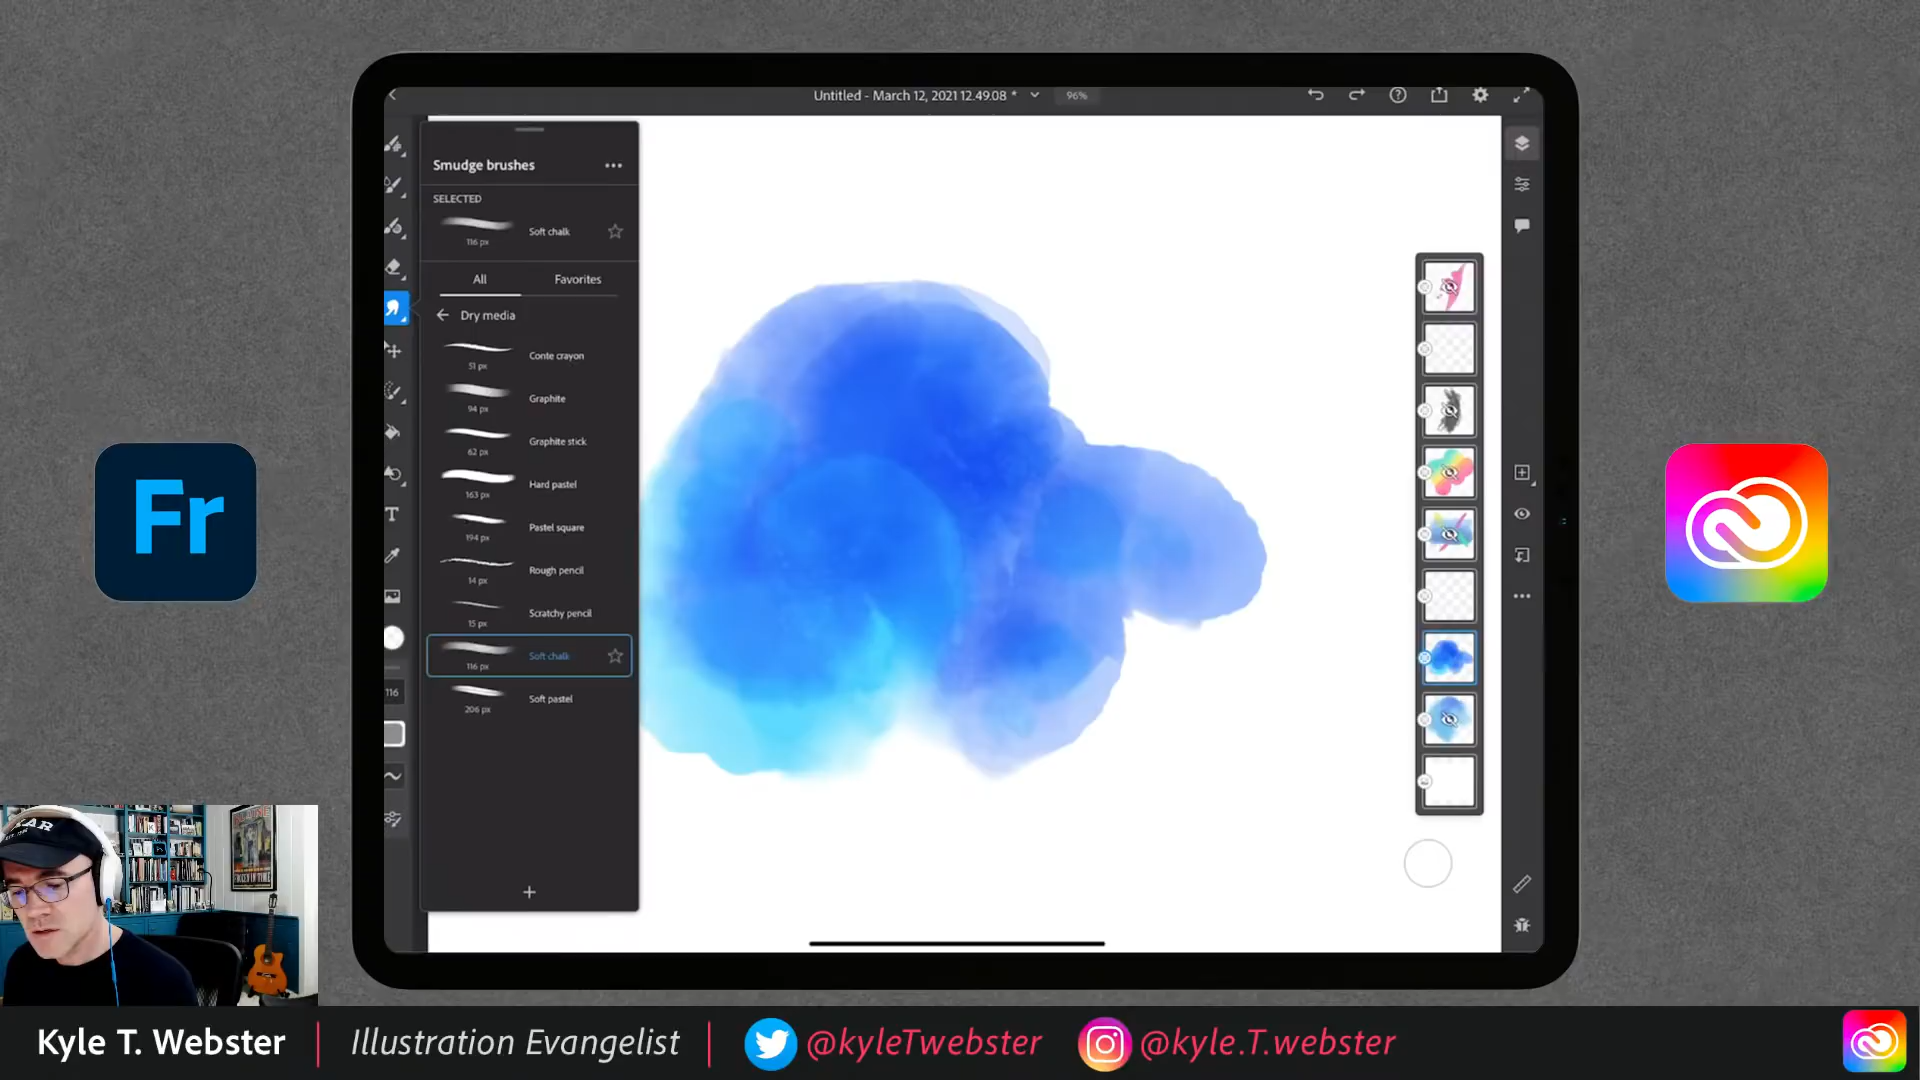 Untitled - March 12, 2021 12.49.08 *
96%
Smudge brushes
SELECTED
Soft chalk
116 px
All
Favorites
Dry media
Conte crayon
51 px
Graphite
94 px
Graphite stick
62 px
Hard pastel
163 px
Pastel square
194 px
Rough pencil
14 px
Scratchy pencil
15 px
Soft chalk
116 px
Soft pastel
206 px
116
Fr
Kyle T. Webster | Illustration Evangelist | @kyleTwebster @kyle.T.webster